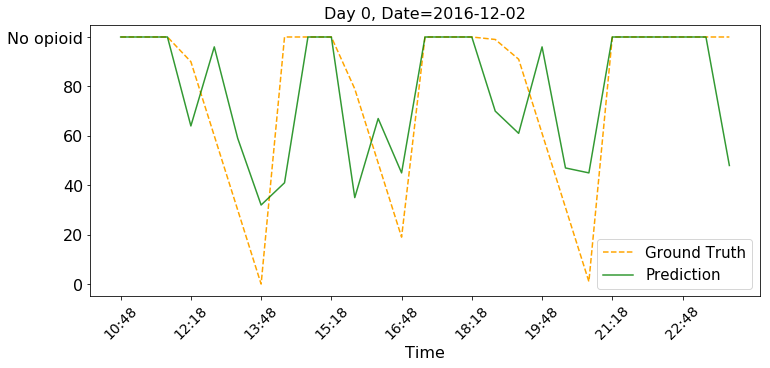 Day 0, Date=2016-12-02
No opioid
80
60
40
20
0
Ground Truth
Prediction
10:48 12:18 13:48 15:18 16:48 18:18 19:48 21:18 22:48
Time